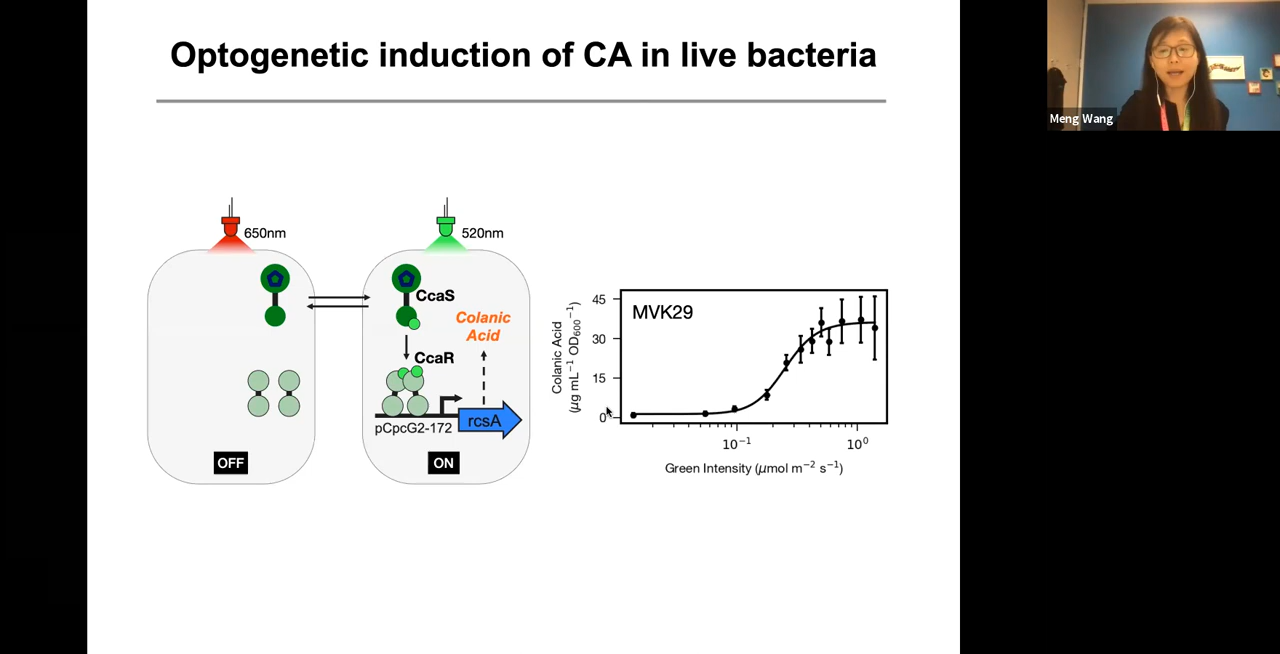 Optogenetic induction of CA in live bacteria
Meng Wang
650nm
520nm
CcaS
Colanic
Acid
CcaR
pCpcG2-172
rcsA
OFF
ON
MVK29
Colanic Acid
(μg mL⁻¹ OD₆₀₀⁻¹)
45
30
15
0
10⁻¹
10⁰
Green Intensity (μmol m⁻² s⁻¹)